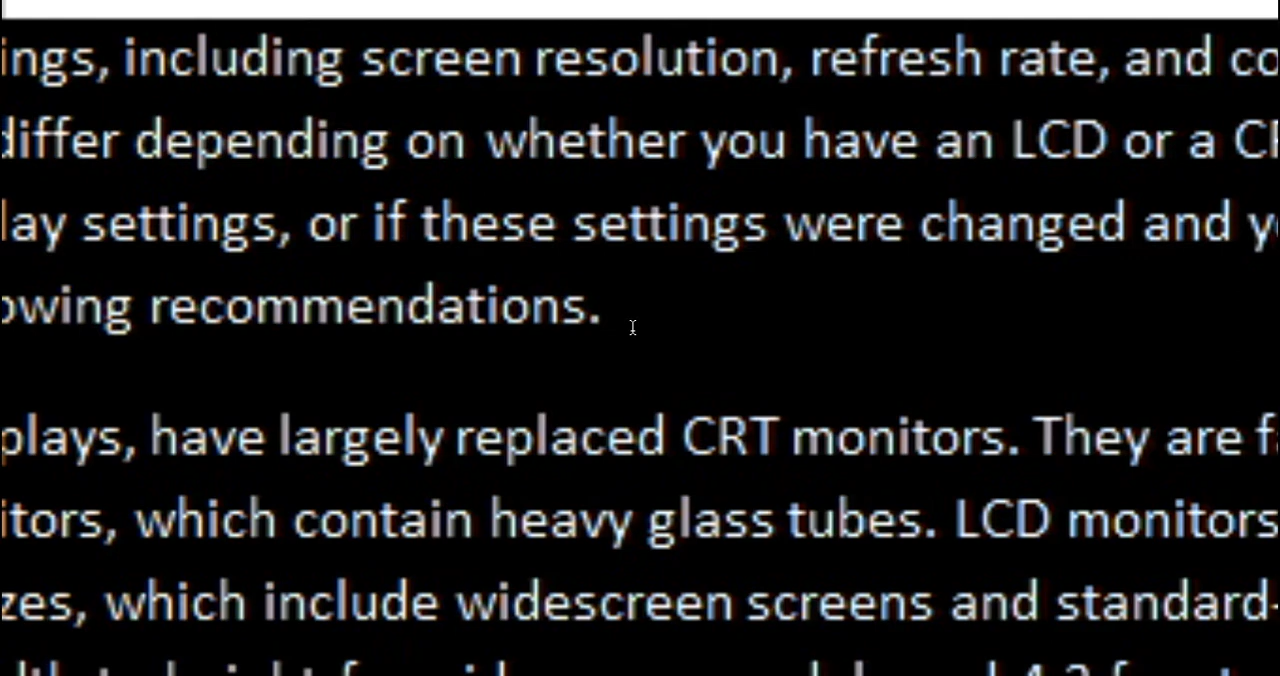 ings, including screen resolution, refresh rate, and co
differ depending on whether you have an LCD or a
lay settings, or if these settings were changed and
owing recommendations.
plays, have largely replaced CRT monitors. They are
itors, which contain heavy glass tubes. LCD monitors
zes, which include widescreen screens and standard-